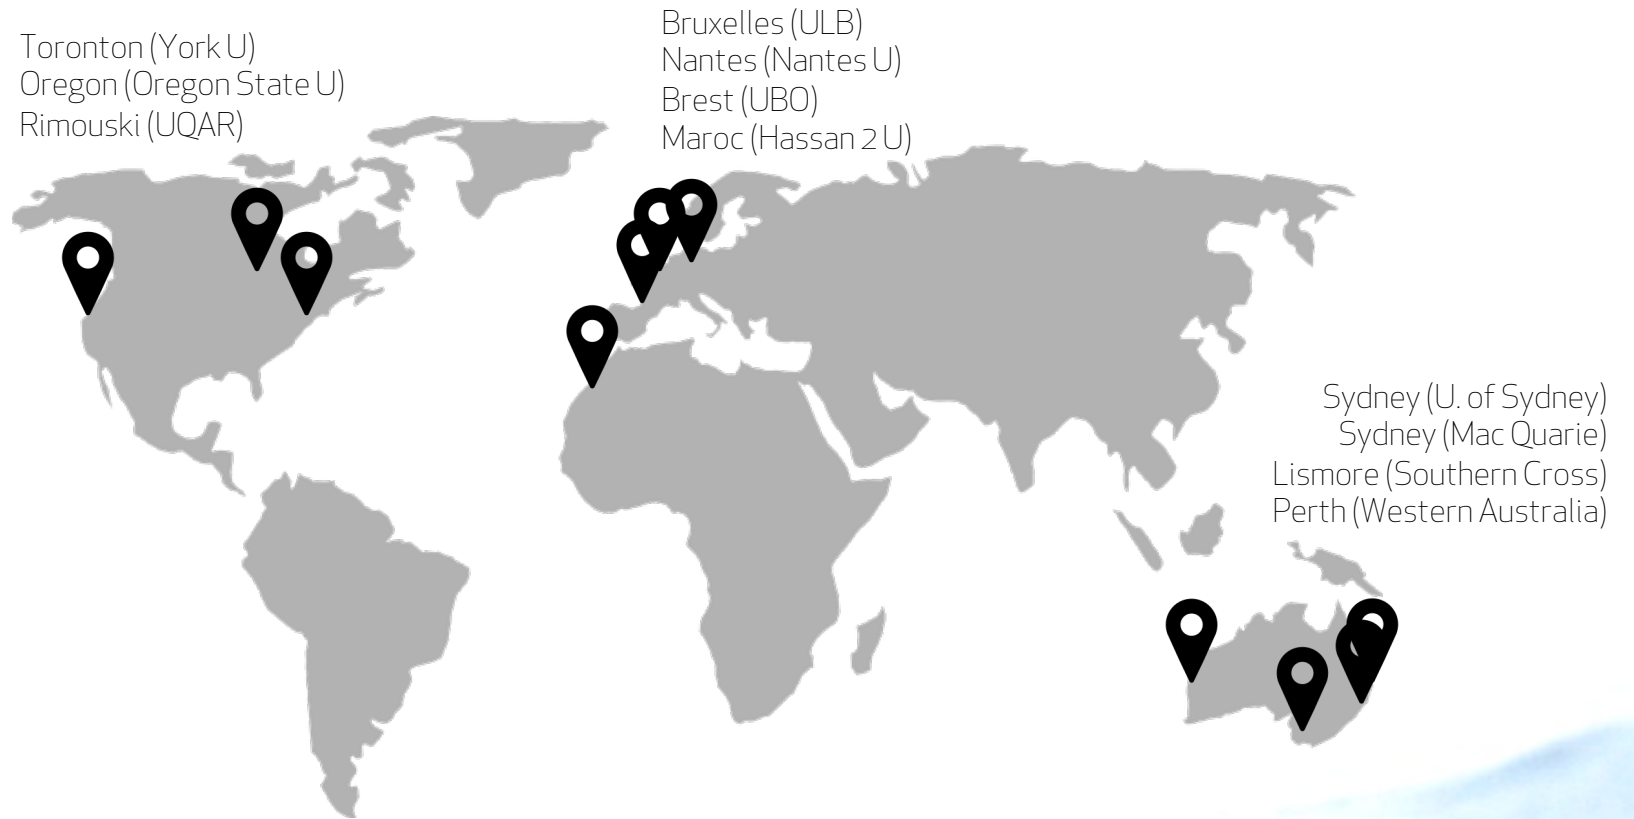 Toronton (York U)
Oregon (Oregon State U)
Rimouski (UQAR)
Bruxelles (ULB)
Nantes (Nantes U)
Brest (UBO)
Maroc (Hassan 2 U)
Sydney (U. of Sydney)
Sydney (Mac Quarie)
Lismore (Southern Cross)
Perth (Western Australia)